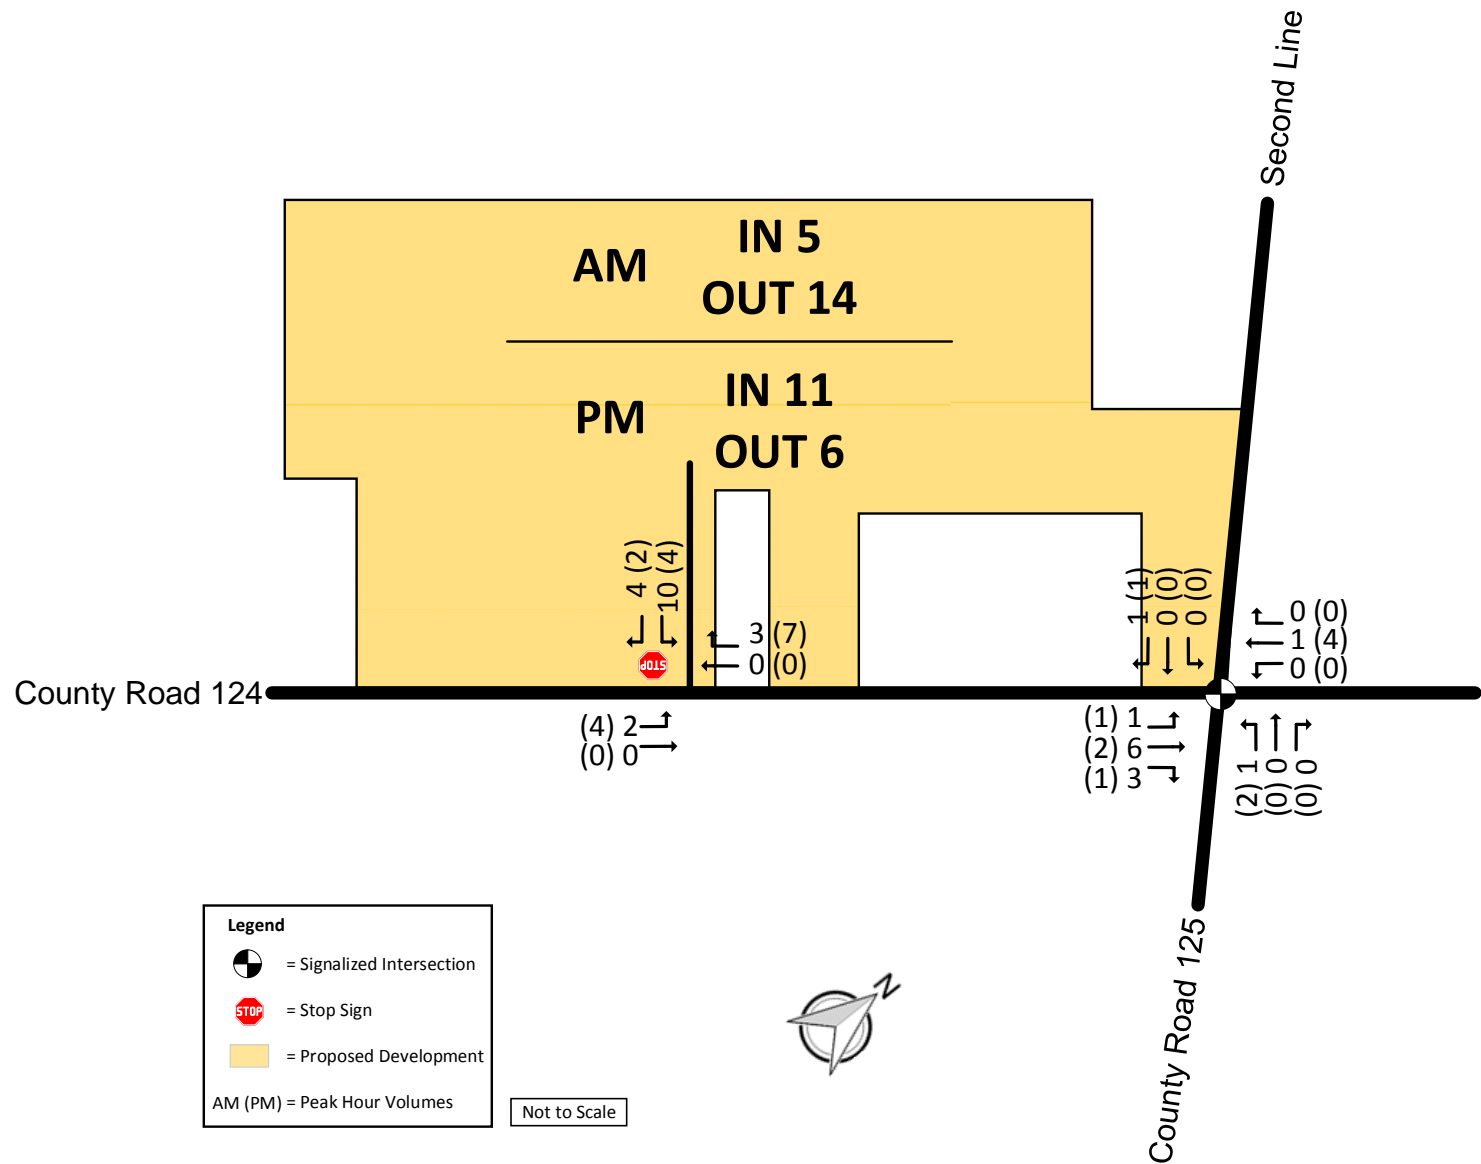 Second Line
AM
IN 5
OUT 14
PM
IN 11
OUT 6
4 (2)
10 (4)
3 (7)
0 (0)
STOP
1 (1)
0 (0)
0 (0)
0 (0)
1 (4)
0 (0)
County Road 124
(4) 2
(0) 0
(1) 1
(2) 6
(1) 3
(2) 1
(0) 0
(0) 0
County Road 125
Legend
= Signalized Intersection
STOP = Stop Sign
= Proposed Development
AM (PM) = Peak Hour Volumes
Not to Scale
N